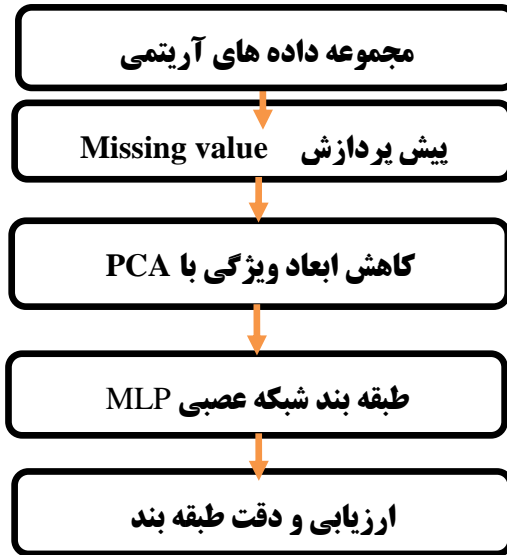 مجموعه داده های آریتمی
پیش پردازش Missing value
کاهش ابعاد ویژگی با PCA
طبقه بند شبکه عصبی MLP
ارزیابی و دقت طبقه بند